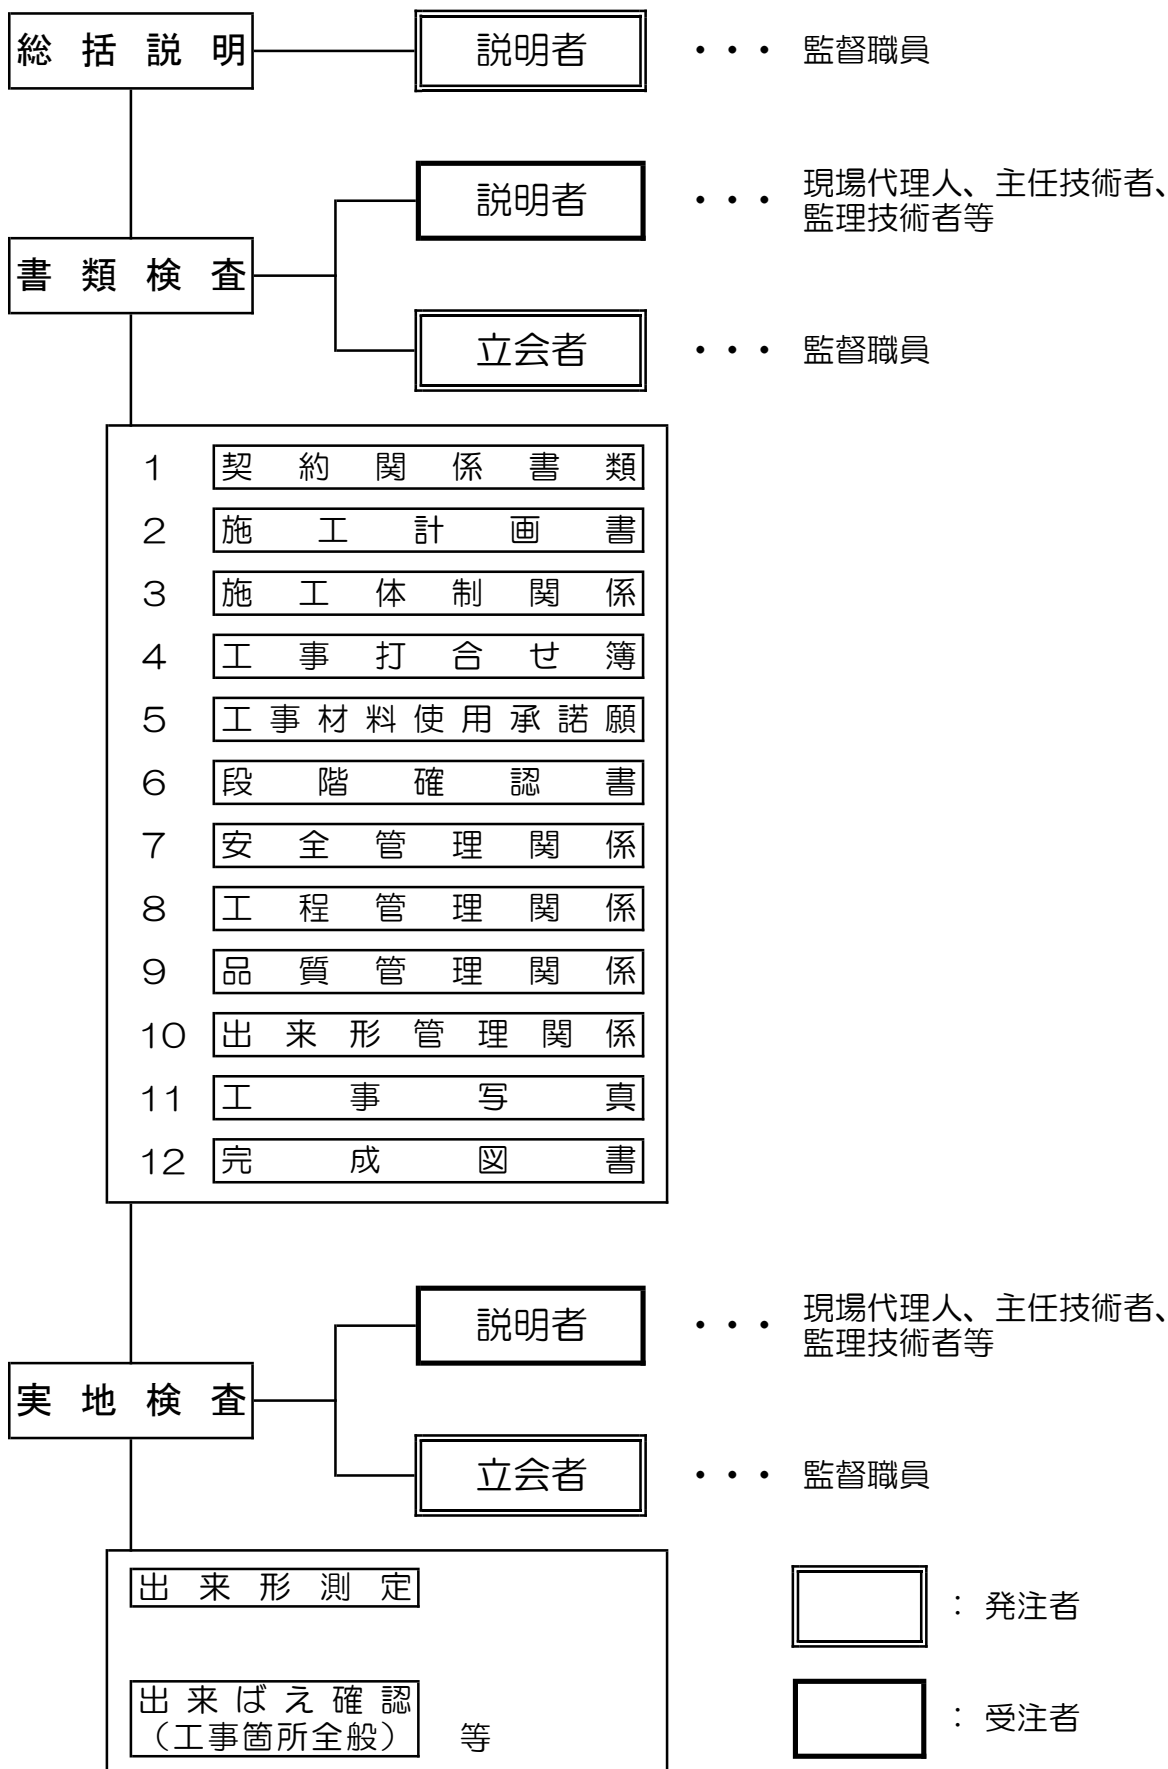 総括説明 説明者 ・・・ 監督職員
説明者 ・・・ 現場代理人、主任技術者、
監理技術者等
書類検査
立会者 ・・・ 監督職員
1 契約関係書類
2 施工計画書
3 施工体制関係
4 工事打合せ簿
5 工事材料使用承諾願
6 段階確認書
7 安全管理関係
8 工程管理関係
9 品質管理関係
10 出来形管理関係
11 工事写真
12 完成図書
説明者 ・・・ 現場代理人、主任技術者、
監理技術者等
実地検査
立会者 ・・・ 監督職員
出来形測定
：発注者
出来ばえ確認
（工事箇所全般） 等
：受注者